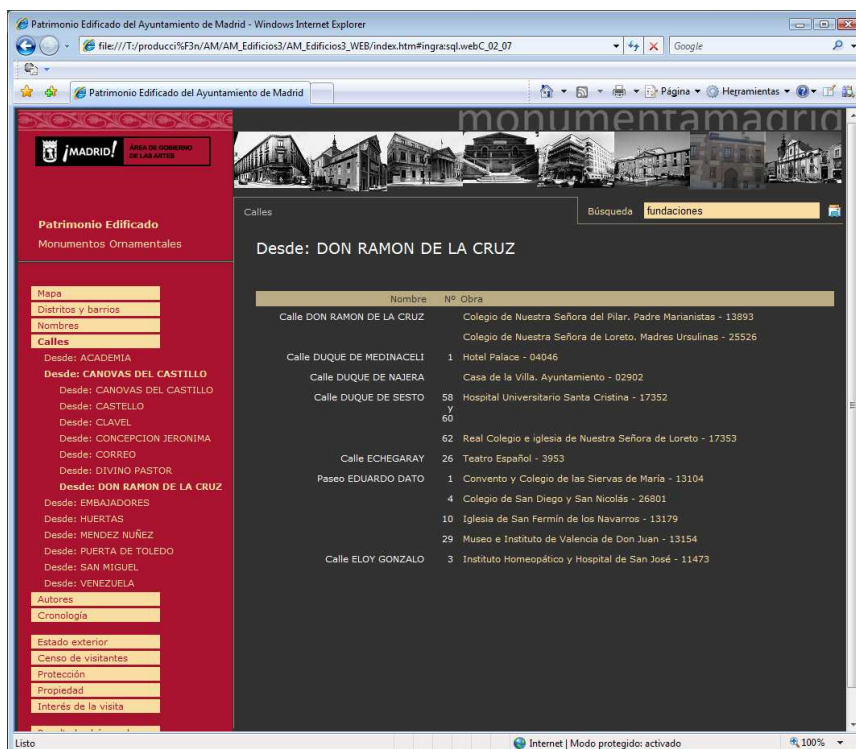 Patrimonio Edificado del Ayuntamiento de Madrid - Windows Internet Explorer
file:///T:/producci%F3n/AM/AM_Edificios3/AM_Edificios3_WEB/index.htm#ingra:sql.webC_02_07
Google
Patrimonio Edificado del Ayuntamiento de Madrid
Página
Herramientas
monumentamadrid
¡MADRID!
ÁREA DE GOBIERNO
DE LAS ARTES
Calles
Búsqueda
fundaciones
Patrimonio Edificado
Monumentos Ornamentales
Mapa
Distritos y barrios
Nombres
Calles
Desde: ACADEMIA
Desde: CANOVAS DEL CASTILLO
Desde: CANOVAS DEL CASTILLO
Desde: CASTELLO
Desde: CLAVEL
Desde: CONCEPCION JERONIMA
Desde: CORREO
Desde: DIVINO PASTOR
Desde: DON RAMON DE LA CRUZ
Desde: EMBAJADORES
Desde: HUERTAS
Desde: MENDEZ NUÑEZ
Desde: PUERTA DE TOLEDO
Desde: SAN MIGUEL
Desde: VENEZUELA
Autores
Cronología
Estado exterior
Censo de visitantes
Protección
Propiedad
Interés de la visita
Desde: DON RAMON DE LA CRUZ
Nombre Nº Obra
Calle DON RAMON DE LA CRUZ Colegio de Nuestra Señora del Pilar. Padre Marianistas - 13893
Colegio de Nuestra Señora de Loreto. Madres Ursulinas - 25526
Calle DUQUE DE MEDINACELI 1 Hotel Palace - 04046
Calle DUQUE DE NAJERA Casa de la Villa. Ayuntamiento - 02902
Calle DUQUE DE SESTO 58 Hospital Universitario Santa Cristina - 17352
y
60
62 Real Colegio e iglesia de Nuestra Señora de Loreto - 17353
Calle ECHEGARAY 26 Teatro Español - 3953
Paseo EDUARDO DATO 1 Convento y Colegio de las Siervas de María - 13104
4 Colegio de San Diego y San Nicolás - 26801
10 Iglesia de San Fermín de los Navarros - 13179
29 Museo e Instituto de Valencia de Don Juan - 13154
Calle ELOY GONZALO 3 Instituto Homeopático y Hospital de San José - 11473
Listo
Internet | Modo protegido: activado
100%